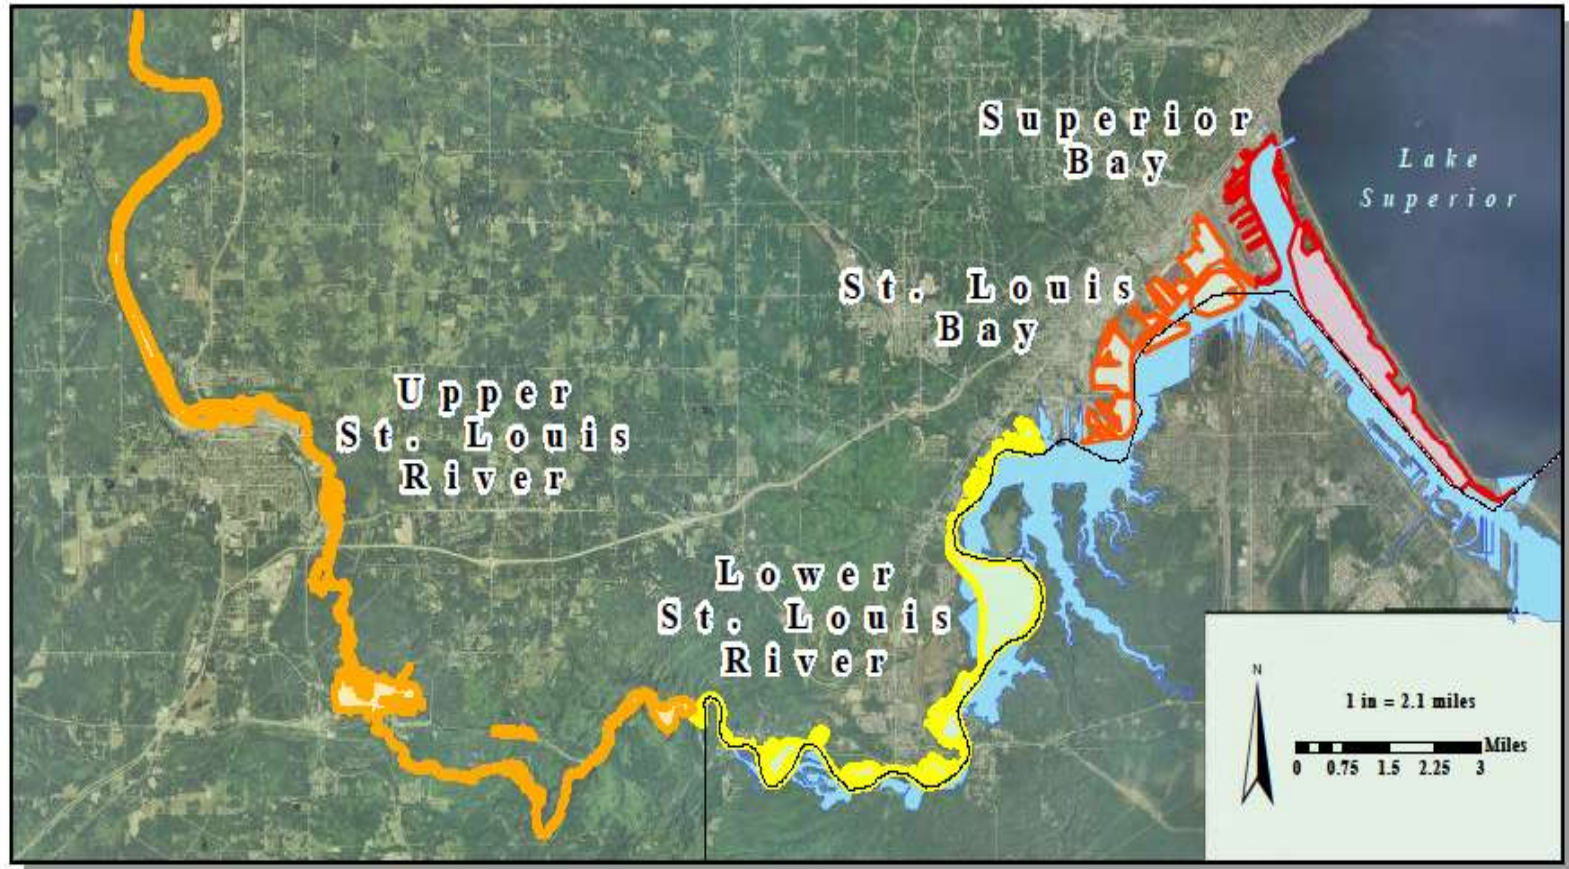 Superior
Bay
Lake
Superior
St. Louis
Bay
Upper
St. Louis
River
Lower
St. Louis
River
N
1 in = 2.1 miles
Miles
0 0.75 1.5 2.25 3